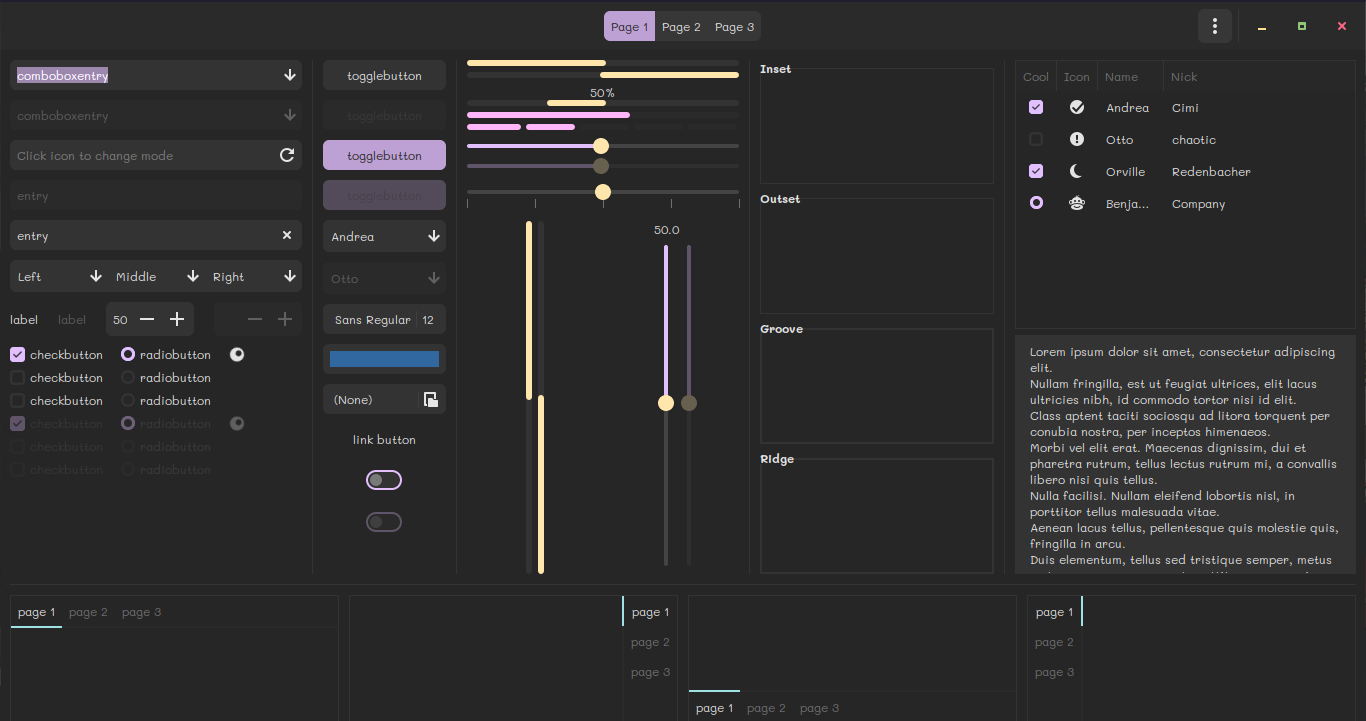 Page 1 Page 2 Page 3
comboboxentry
comboboxentry
Click icon to change mode
entry
entry
Left Middle Right
label label 50
checkbutton radiobutton
checkbutton radiobutton
checkbutton radiobutton
checkbutton radiobutton
checkbutton radiobutton
checkbutton radiobutton
togglebutton
togglebutton
togglebutton
togglebutton
Andrea
Otto
Sans Regular 12
(None)
link button
50%
50.0
Inset
Outset
Groove
Ridge
Cool Icon Name Nick
Andrea Cimi
Otto chaotic
Orville Redenbacher
Benja... Company
Lorem ipsum dolor sit amet, consectetur adipiscing
elit.
Nullam fringilla, est ut feugiat ultrices, elit lacus
ultricies nibh, id commodo tortor nisi id elit.
Class aptent taciti sociosqu ad litora torquent per
conubia nostra, per inceptos himenaeos.
Morbi vel elit erat. Maecenas dignissim, dui et
pharetra rutrum, tellus lectus rutrum mi, a convallis
libero nisi quis tellus.
Nulla facilisi. Nullam eleifend lobortis nisl, in
porttitor tellus malesuada vitae.
Aenean lacus tellus, pellentesque quis molestie quis,
fringilla in arcu.
Duis elementum, tellus sed tristique semper, metus
page 1 page 2 page 3
page 1
page 2
page 3
page 1 page 2 page 3
page 1
page 2
page 3